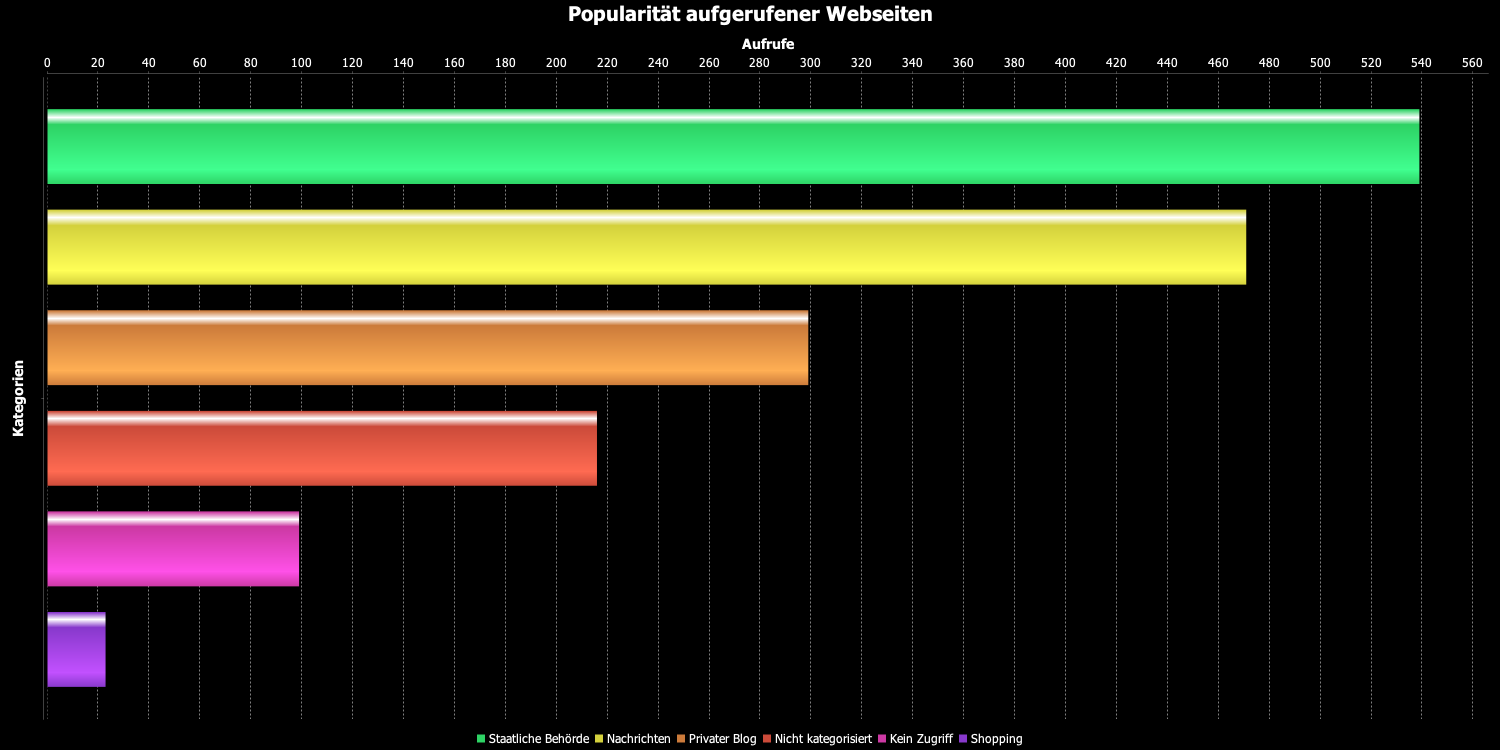 Popularität aufgerufener Webseiten
Aufrufe
0 20 40 60 80 100 120 140 160 180 200 220 240 260 280 300 320 340 360 380 400 420 440 460 480 500 520 540 560
Kategorien
Staatliche Behörde Nachrichten Privater Blog Nicht kategorisiert Kein Zugriff Shopping